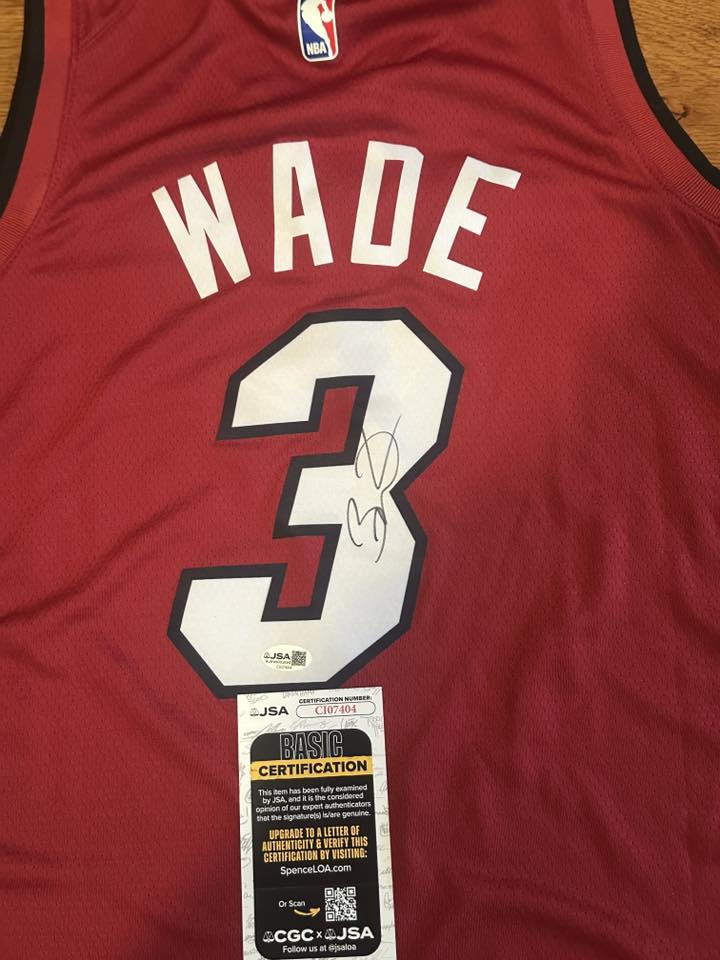 NBA
WADE
3
JSA
CI07404
JSA
CERTIFICATION NUMBER:
CI07404
BASIC
CERTIFICATION
This item has been fully examined
by JSA, and it is the considered
opinion of our expert authenticators
that the signature(s) is/are genuine.
UPGRADE TO A LETTER OF
AUTHENTICITY & VERIFY THIS
CERTIFICATION BY VISITING:
SpenceLOA.com
Or Scan
CGC x JSA
Follow us at @jsaloa